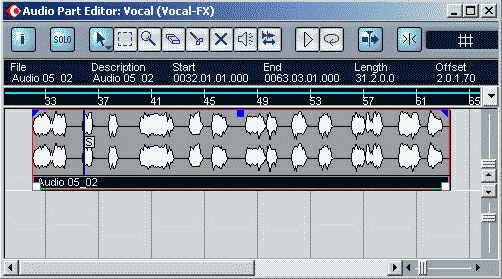 Audio Part Editor: Vocal (Vocal-FX)
i SOLO
File Description Start End Length Offset
Audio 05_02 Audio 05_02 0032.01.01.000 0063.03.01.000 31.2.0.0 2.0.1.70
33 37 41 45 49 53 57 61 65
S
Audio 05_02